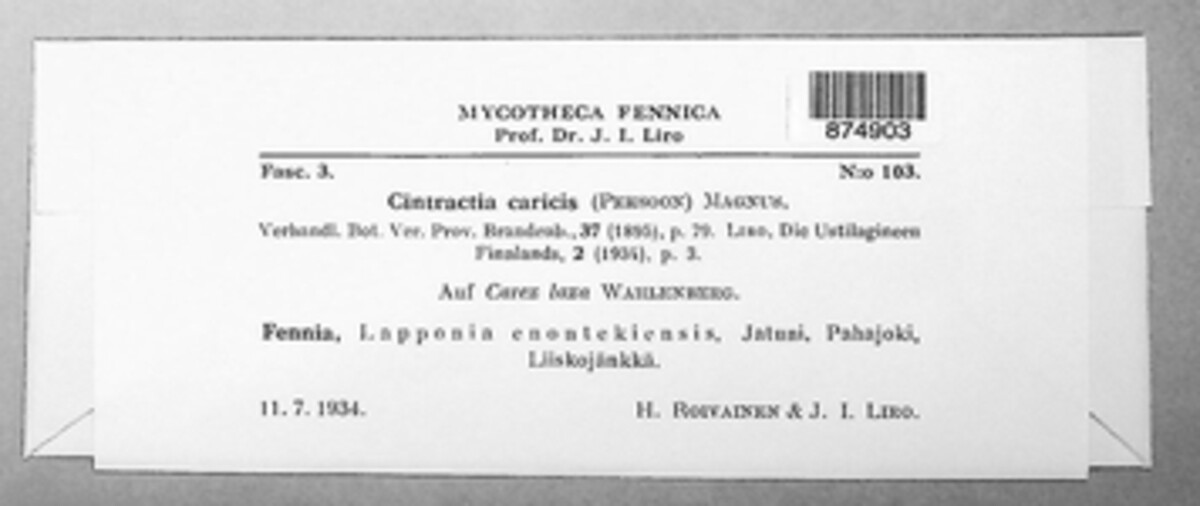 MYCOTHECA FENNICA
Prof. Dr. J. I. Liro
874903
Fasc. 3. N:o 103.
Cintractia caricis (PERSOON) MAGNUS.
Verhandl. Bot. Ver. Prov. Brandenb., 37 (1895), p. 79. LIRO, Die Ustilagineen
Finnlands, 2 (1934), p. 3.
Auf Carex laxa WAHLENBERG.
Fennia, Lapponia enontekiensis, Jatuni, Pahajoki,
Liiskojänkkä.
11. 7. 1934. H. ROIVAINEN & J. I. LIRO.